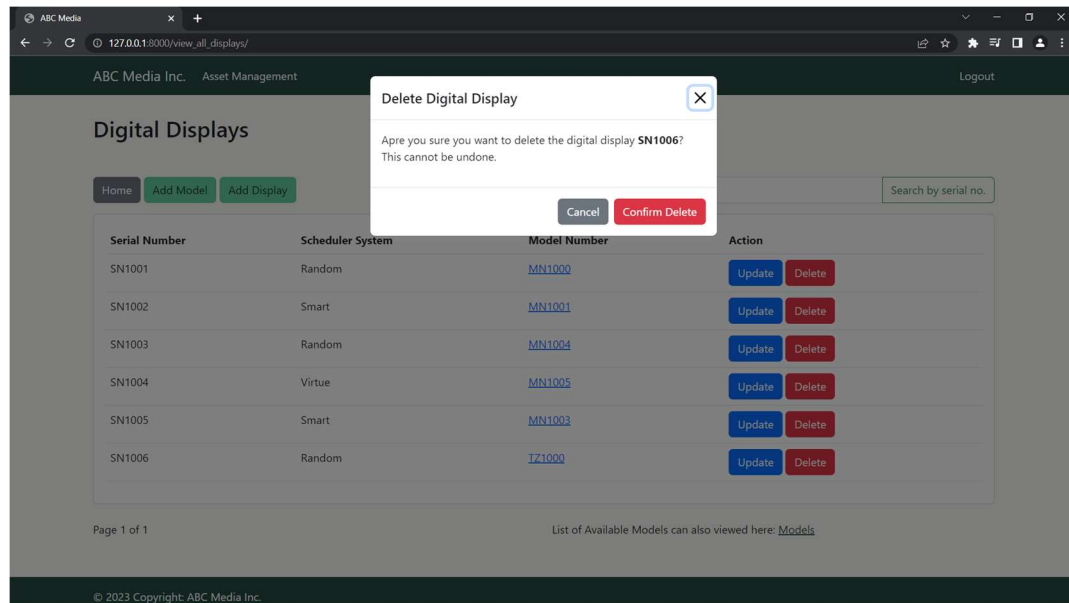 ABC Media
127.0.0.1:8000/view_all_displays/
ABC Media Inc. Asset Management Logout
Delete Digital Display
Apre you sure you want to delete the digital display SN1006?
This cannot be undone.
Cancel Confirm Delete
Digital Displays
Home Add Model Add Display Search by serial no.
Serial Number Scheduler System Model Number Action
SN1001 Random MN1000 Update Delete
SN1002 Smart MN1001 Update Delete
SN1003 Random MN1004 Update Delete
SN1004 Virtue MN1005 Update Delete
SN1005 Smart MN1003 Update Delete
SN1006 Random TZ1000 Update Delete
Page 1 of 1 List of Available Models can also viewed here: Models
© 2023 Copyright: ABC Media Inc.